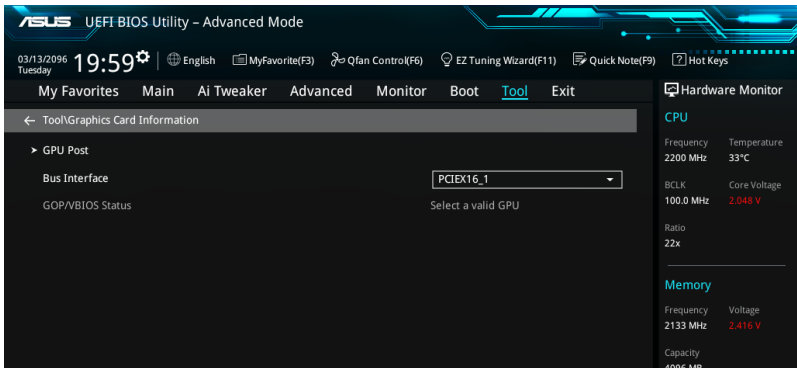 ASUS UEFI BIOS Utility – Advanced Mode
03/13/2096 Tuesday 19:59 English MyFavorite(F3) Qfan Control(F6) EZ Tuning Wizard(F11) Quick Note(F9) ? Hot Keys
My Favorites Main Ai Tweaker Advanced Monitor Boot Tool Exit
Hardware Monitor
← Tool\Graphics Card Information
> GPU Post
Bus Interface PCIEX16_1
GOP/VBIOS Status Select a valid GPU
CPU
Frequency Temperature
2200 MHz 33°C
BCLK Core Voltage
100.0 MHz 2.048 V
Ratio
22x
Memory
Frequency Voltage
2133 MHz 2.416 V
Capacity
4096 MB